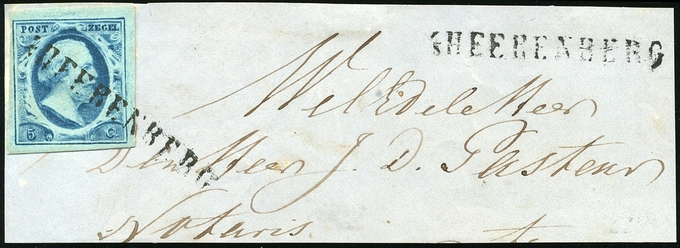 POST ZEGEL
5 C.
'SHEERENBERG
'SHEERENBERG
WelEdele Heer
Den Heer J. D. Pasteur
Notaris